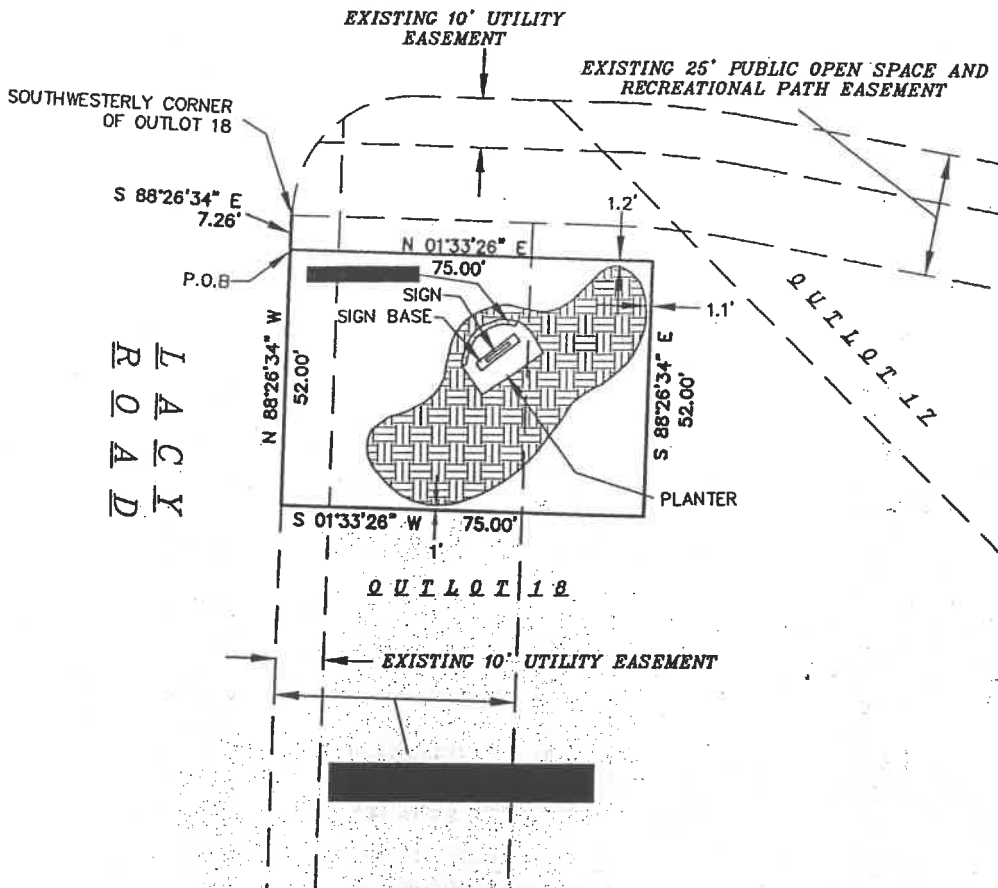 EXISTING 10' UTILITY
EASEMENT
EXISTING 25' PUBLIC OPEN SPACE AND
RECREATIONAL PATH EASEMENT
SOUTHWESTERLY CORNER
OF OUTLOT 18
S 88°26'34" E
7.26'
1.2'
N 01°33'26" E
75.00'
P.O.B
SIGN
SIGN BASE
1.1'
OUTLOT 17
LACY
ROAD
N 88°26'34" W
52.00'
S 88°26'34" E
52.00'
PLANTER
S 01°33'26" W 75.00'
1'
OUTLOT 18
EXISTING 10' UTILITY EASEMENT